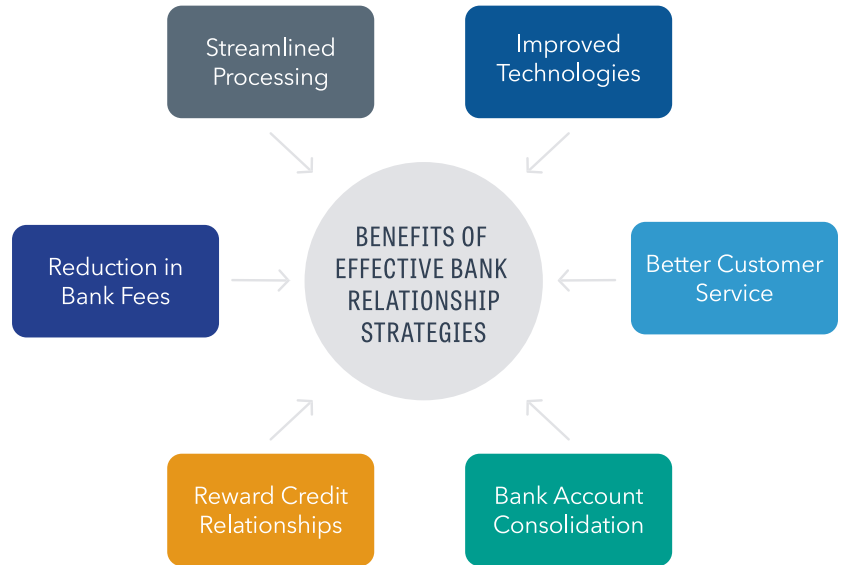 Streamlined
Processing
Improved
Technologies
Reduction in
Bank Fees
BENEFITS OF
EFFECTIVE BANK
RELATIONSHIP
STRATEGIES
Better Customer
Service
Reward Credit
Relationships
Bank Account
Consolidation